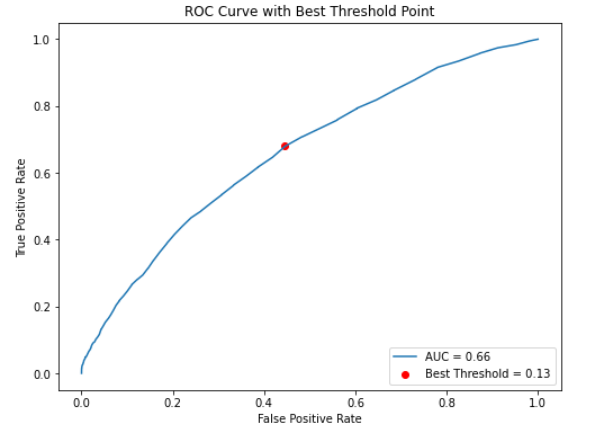 ROC Curve with Best Threshold Point
True Positive Rate
1.0
0.8
0.6
0.4
0.2
0.0
AUC = 0.66
Best Threshold = 0.13
0.0 0.2 0.4 0.6 0.8 1.0
False Positive Rate